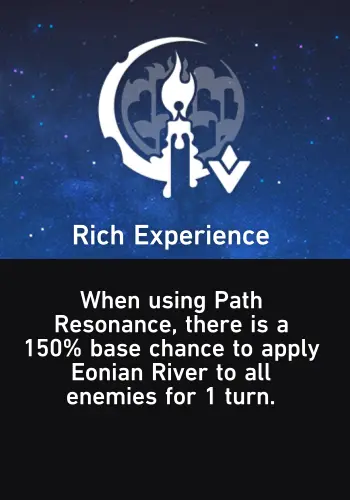 Rich Experience
When using Path
Resonance, there is a
150% base chance to apply
Eonian River to all
enemies for 1 turn.